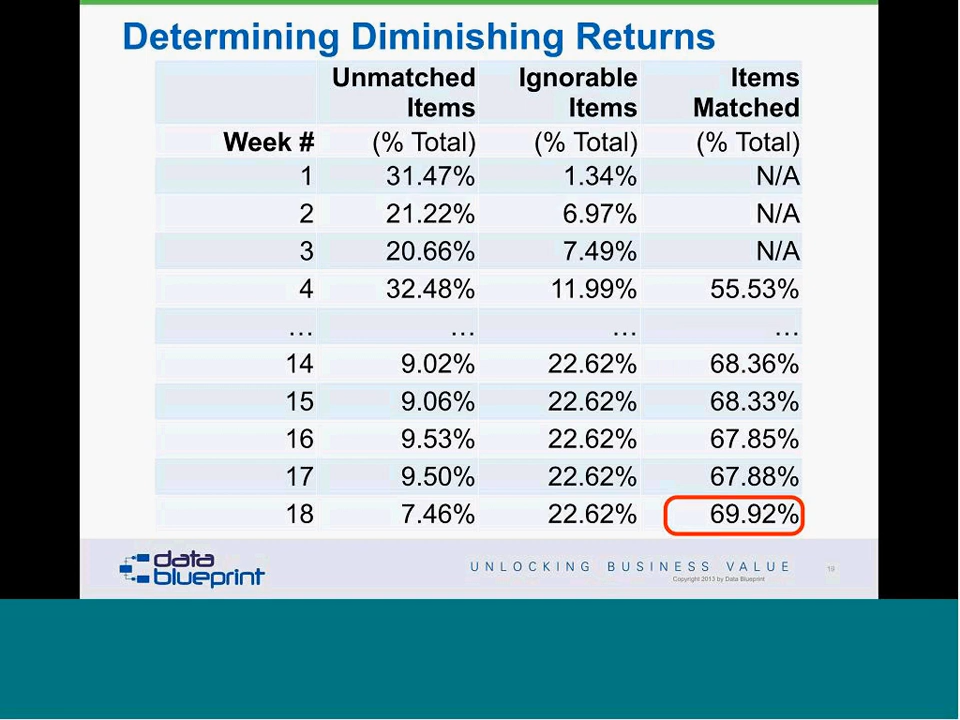 Determining Diminishing Returns
Unmatched Items Ignorable Items Items Matched
Week # (% Total) (% Total) (% Total)
1 31.47% 1.34% N/A
2 21.22% 6.97% N/A
3 20.66% 7.49% N/A
4 32.48% 11.99% 55.53%
… … … …
14 9.02% 22.62% 68.36%
15 9.06% 22.62% 68.33%
16 9.53% 22.62% 67.85%
17 9.50% 22.62% 67.88%
18 7.46% 22.62% 69.92%
data blueprint
UNLOCKING BUSINESS VALUE
Copyright 2013 by Data Blueprint
19